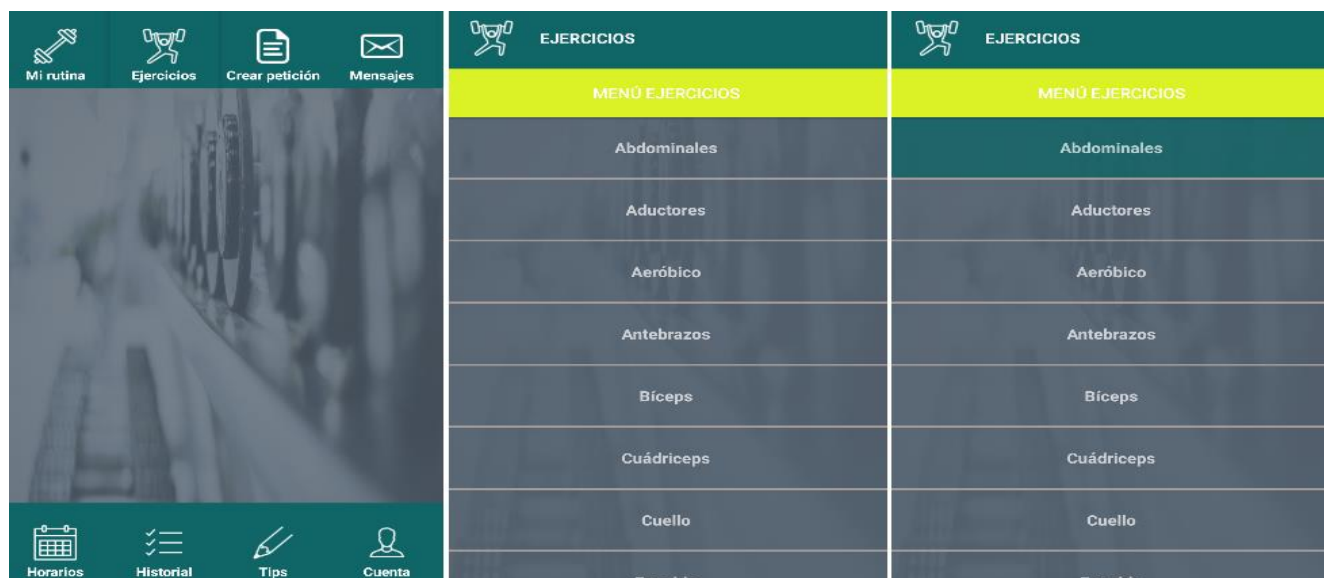 Mi rutina Ejercicios Crear petición Mensajes
Horarios Historial Tips Cuenta
EJERCICIOS
MENÚ EJERCICIOS
Abdominales
Aductores
Aeróbico
Antebrazos
Bíceps
Cuádriceps
Cuello
EJERCICIOS
MENÚ EJERCICIOS
Abdominales
Aductores
Aeróbico
Antebrazos
Bíceps
Cuádriceps
Cuello